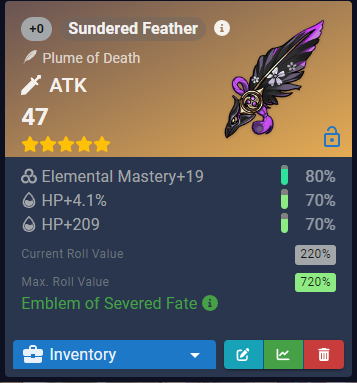 +0 Sundered Feather
Plume of Death
ATK
47
Elemental Mastery+19 80%
HP+4.1% 70%
HP+209 70%
Current Roll Value 220%
Max. Roll Value 720%
Emblem of Severed Fate
Inventory